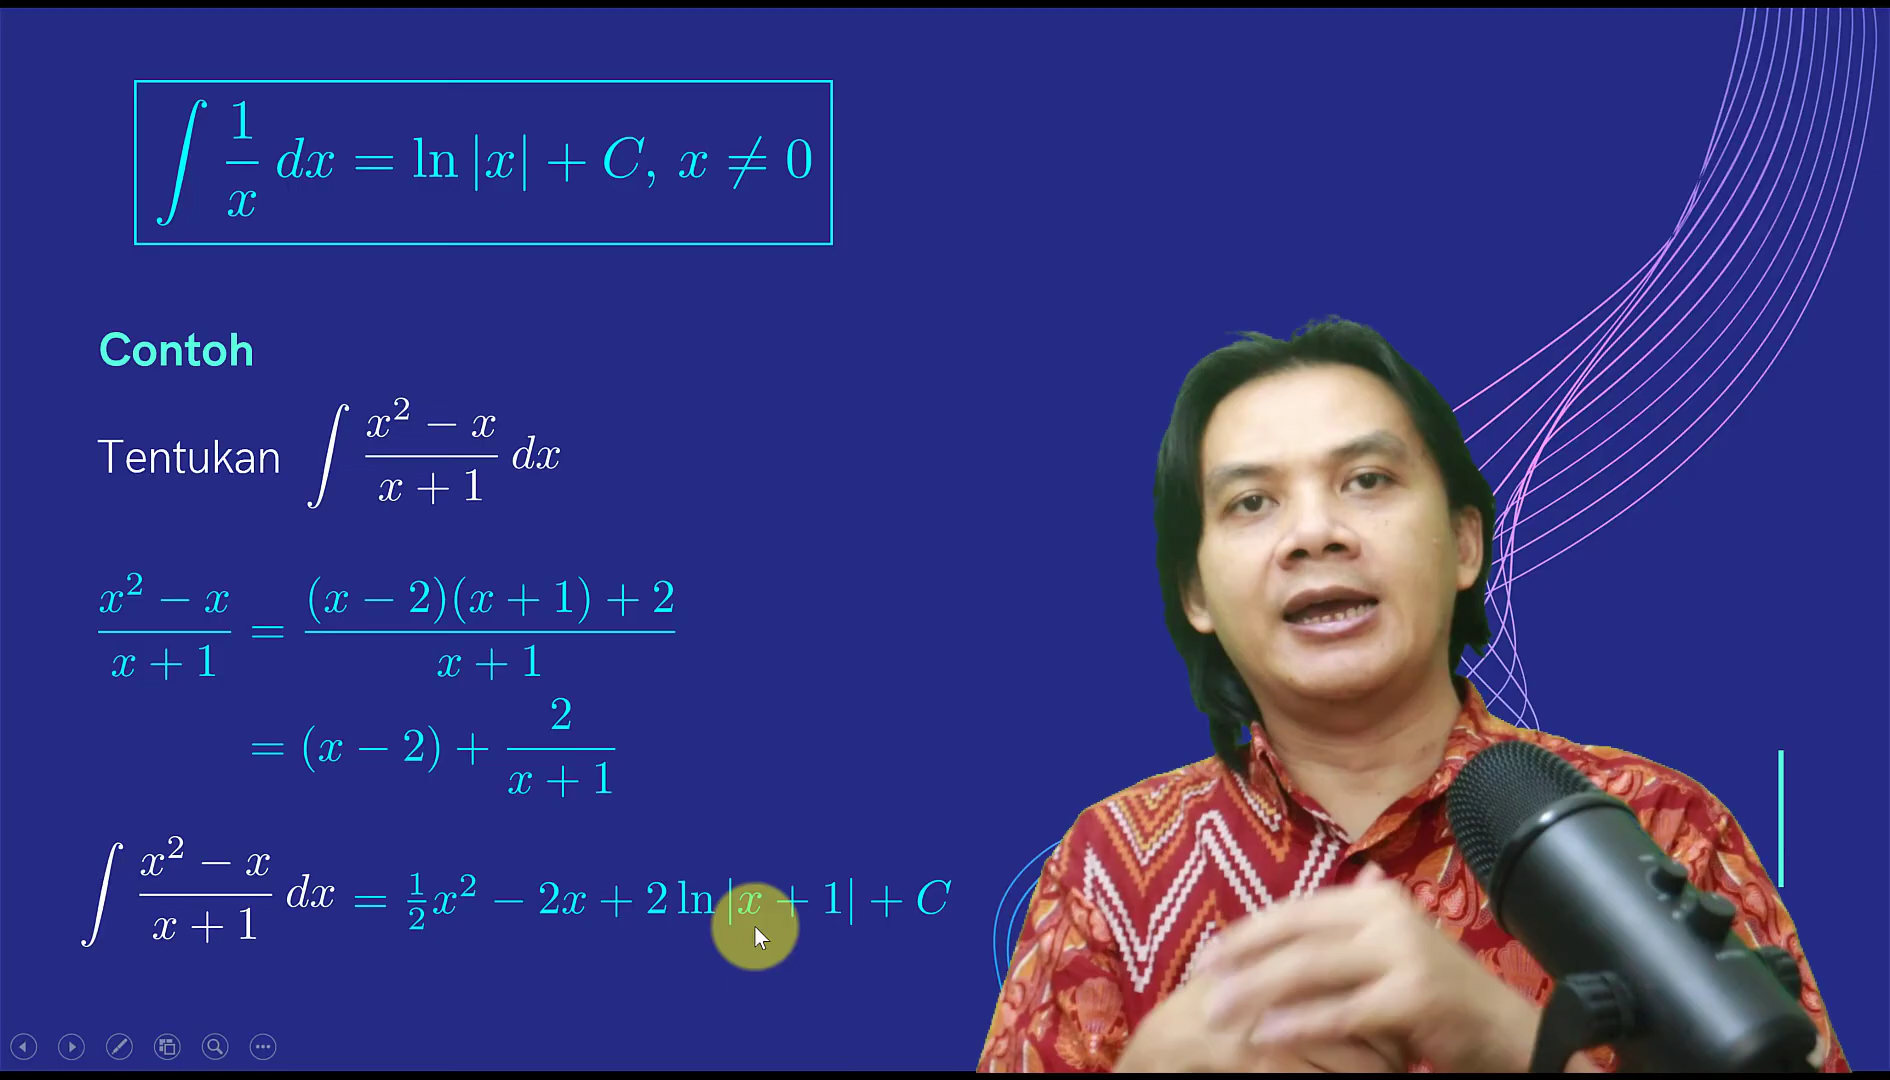 ∫ 1/x dx = ln |x| + C, x ≠ 0
Contoh
Tentukan ∫ (x² − x)/(x + 1) dx
(x² − x)/(x + 1) = ((x − 2)(x + 1) + 2)/(x + 1)
= (x − 2) + 2/(x + 1)
∫ (x² − x)/(x + 1) dx = ½x² − 2x + 2 ln |x + 1| + C